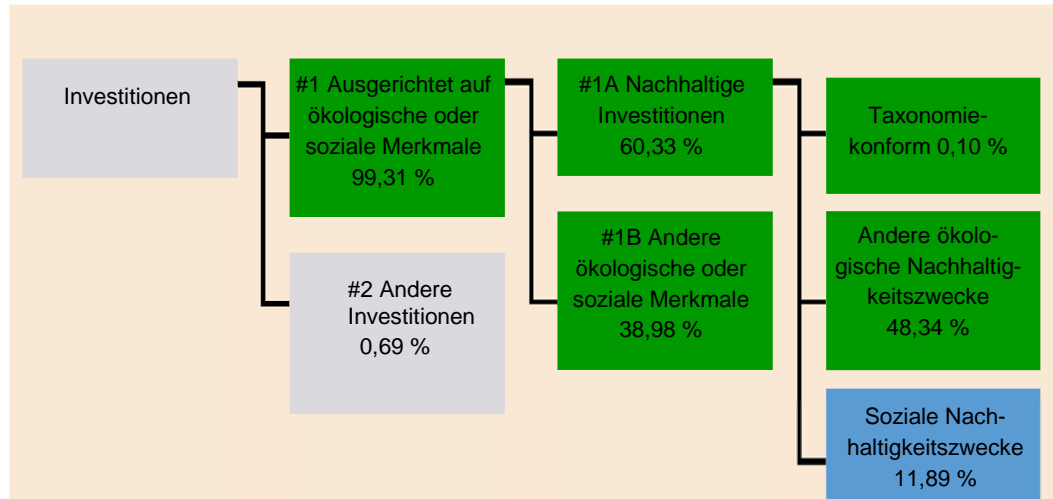 Investitionen
#1 Ausgerichtet auf
ökologische oder
soziale Merkmale
99,31 %
#2 Andere
Investitionen
0,69 %
#1A Nachhaltige
Investitionen
60,33 %
#1B Andere
ökologische oder
soziale Merkmale
38,98 %
Taxonomie-
konform 0,10 %
Andere ökolo-
gische Nachhaltig-
keitszwecke
48,34 %
Soziale Nach-
haltigkeitszwecke
11,89 %